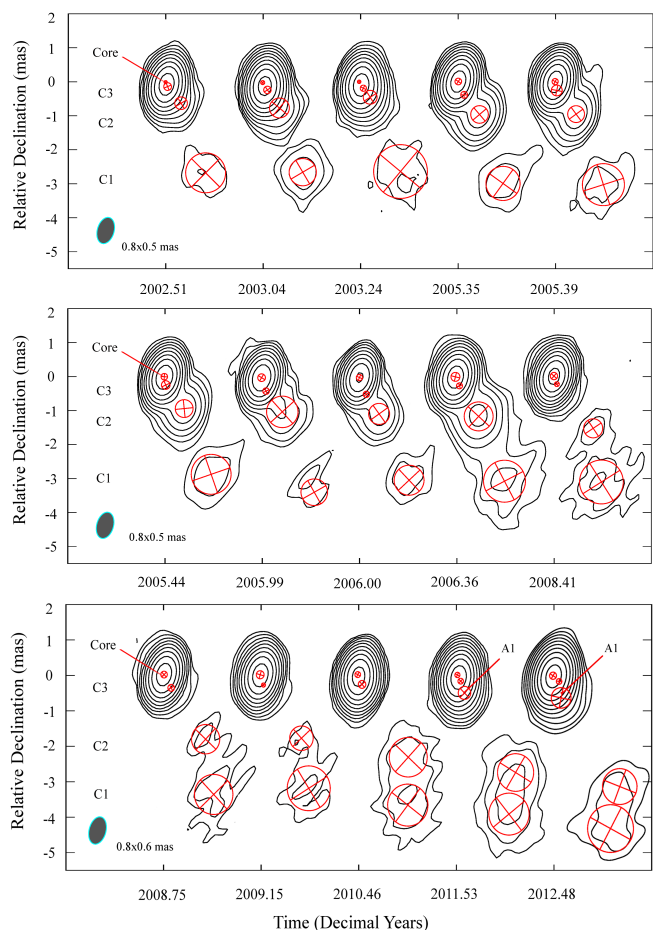 2
1
0
-1
-2
-3
-4
-5
Relative Declination (mas)
Core
C3
C2
C1
0.8x0.5 mas
2002.51 2003.04 2003.24 2005.35 2005.39
2
1
0
-1
-2
-3
-4
-5
Relative Declination (mas)
Core
C3
C2
C1
0.8x0.5 mas
2005.44 2005.99 2006.00 2006.36 2008.41
2
1
0
-1
-2
-3
-4
-5
Relative Declination (mas)
Core
A1 A1
C3
C2
C1
0.8x0.6 mas
2008.75 2009.15 2010.46 2011.53 2012.48
Time (Decimal Years)